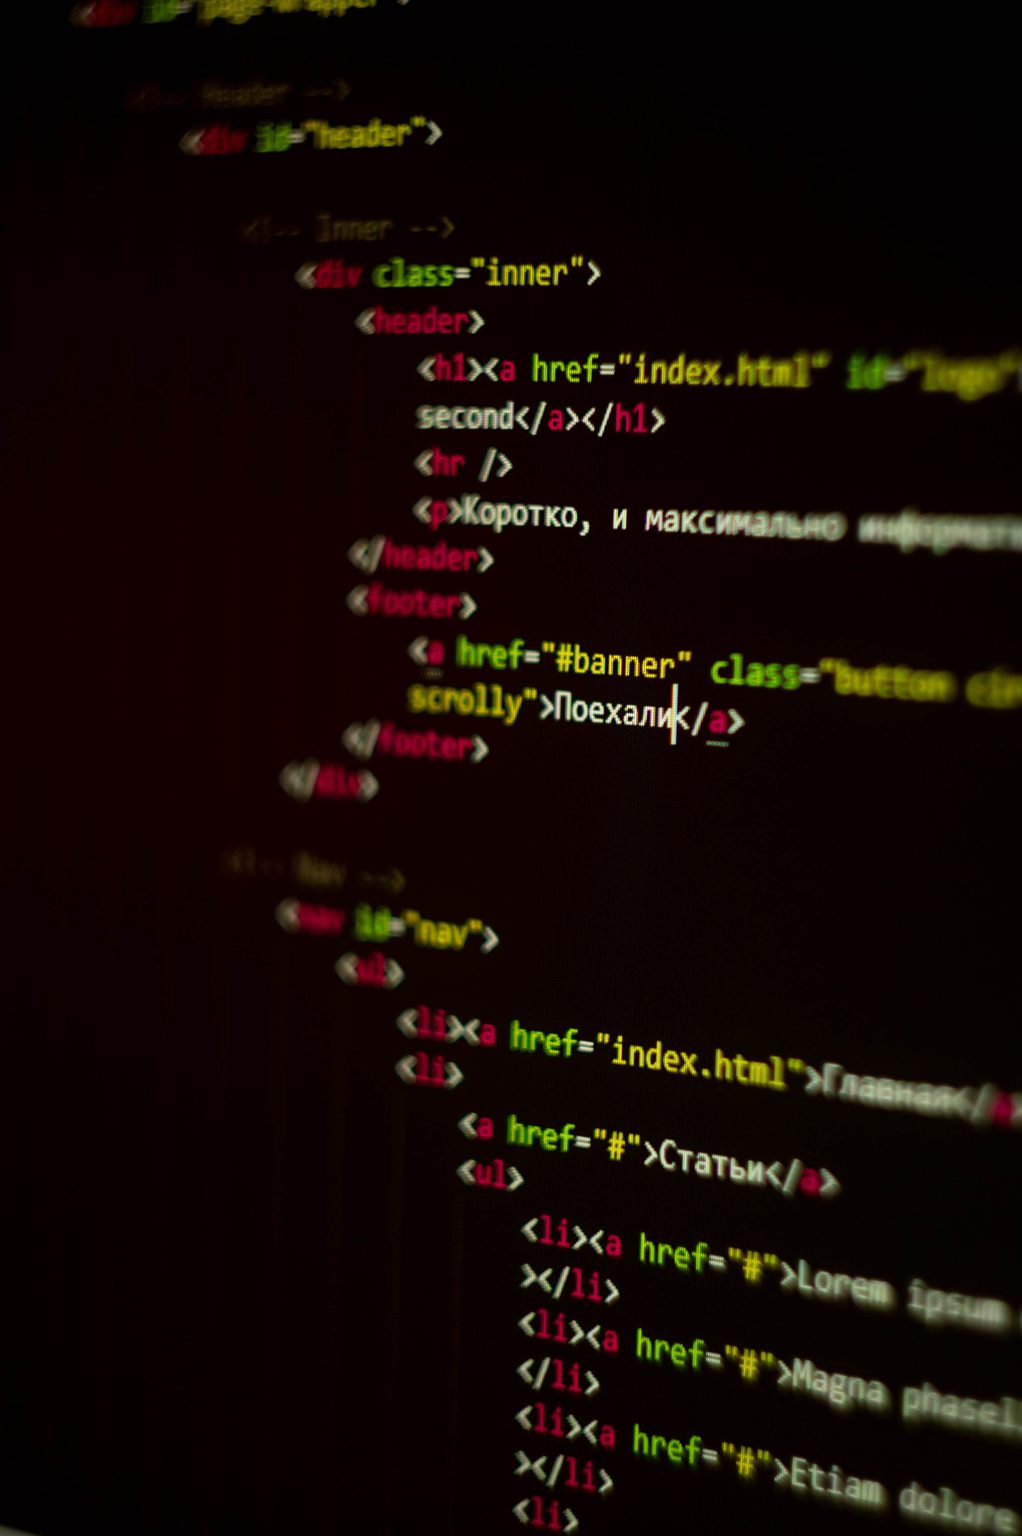 <div id="page-wrapper">
<!-- Header -->
<div id="header">
<!-- Inner -->
<div class="inner">
<header>
<h1><a href="index.html" id="logo"
second</a></h1>
<hr />
<p>Коротко, и максимально
</header>
<footer>
<a href="#banner" class="button
scrolly">Поехали</a>
</footer>
</div>
<!-- Nav -->
<nav id="nav">
<ul>
<li><a href="index.html">Главная</a>
<li>
<a href="#">Статьи</a>
<ul>
<li><a href="#">Lorem ipsum
></li>
<li><a href="#">Magna
</li>
<li><a href="#">Etiam dolore
></li>
<li>